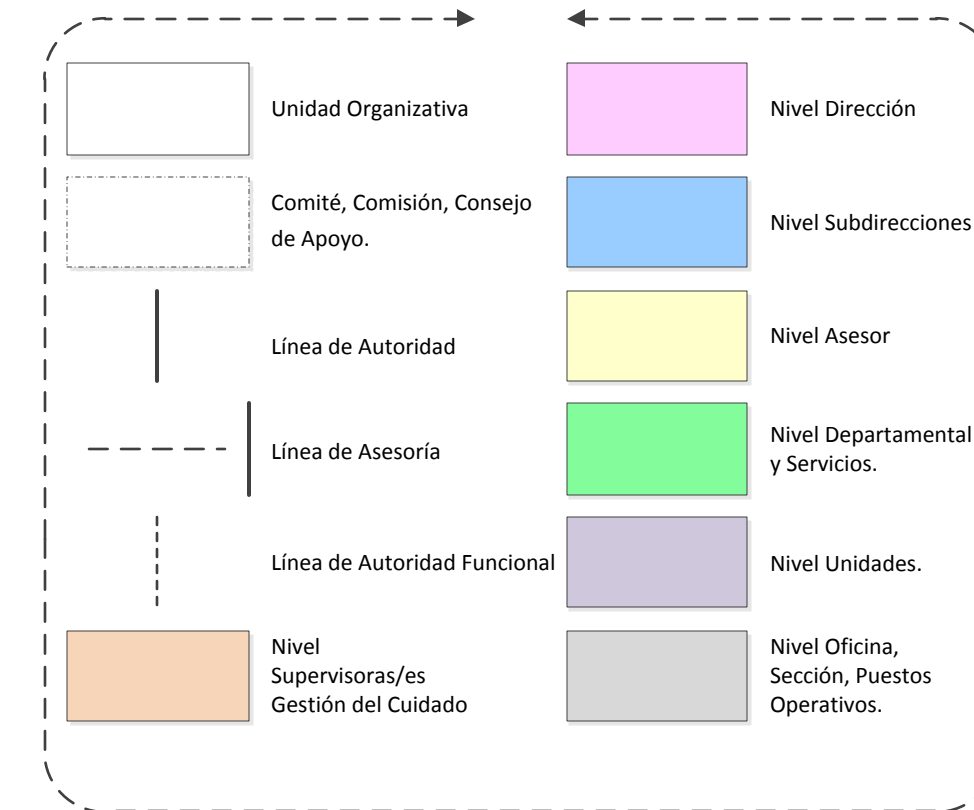 Unidad Organizativa
Comité, Comisión, Consejo
de Apoyo.
Línea de Autoridad
Línea de Asesoría
Línea de Autoridad Funcional
Nivel
Supervisoras/es
Gestión del Cuidado
Nivel Dirección
Nivel Subdirecciones
Nivel Asesor
Nivel Departamental
y Servicios.
Nivel Unidades.
Nivel Oficina,
Sección, Puestos
Operativos.